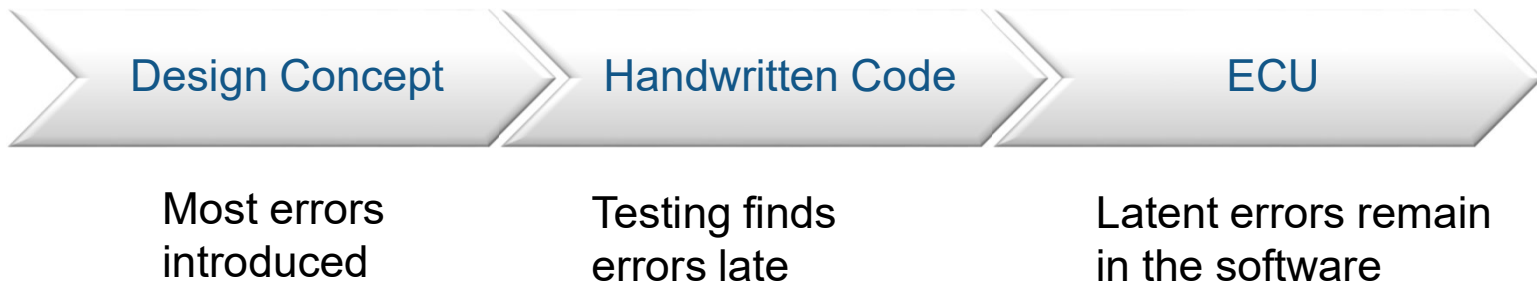 Design Concept
Handwritten Code
ECU
Most errors
introduced
Testing finds
errors late
Latent errors remain
in the software